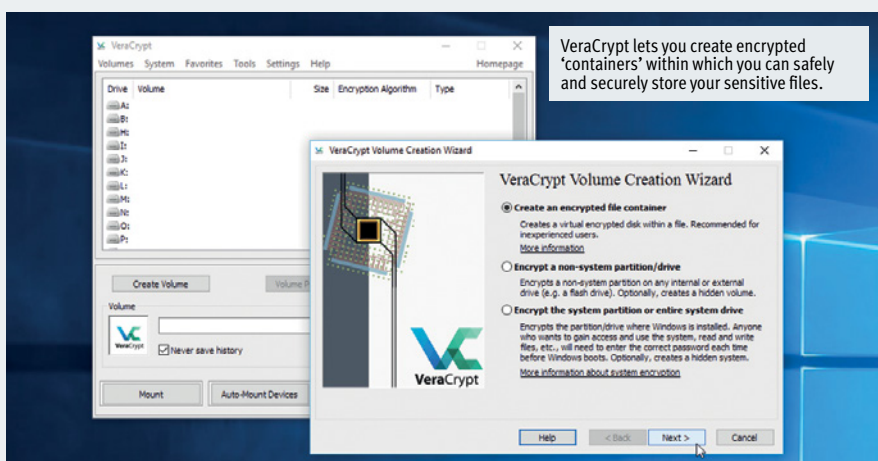 VeraCrypt
Volumes System Favorites Tools Settings Help Homepage
Drive Volume Size Encryption Algorithm Type
A:
B:
H:
I:
J:
K:
L:
M:
N:
O:
P:
Create Volume
Volume
VeraCrypt
Never save history
Mount
Auto-Mount Devices
VeraCrypt lets you create encrypted
‘containers’ within which you can safely
and securely store your sensitive files.
VeraCrypt Volume Creation Wizard
VeraCrypt Volume Creation Wizard
Create an encrypted file container
Creates a virtual encrypted disk within a file. Recommended for
inexperienced users.
More information
Encrypt a non-system partition/drive
Encrypts a non-system partition on any internal or external
drive (e.g. a flash drive). Optionally, creates a hidden volume.
Encrypt the system partition or entire system drive
Encrypts the partition/drive where Windows is installed. Anyone
who wants to gain access and use the system, read and write
files, etc., will need to enter the correct password each time
before Windows boots. Optionally, creates a hidden system.
More information about system encryption
VC
VeraCrypt
Help
< Back
Next >
Cancel